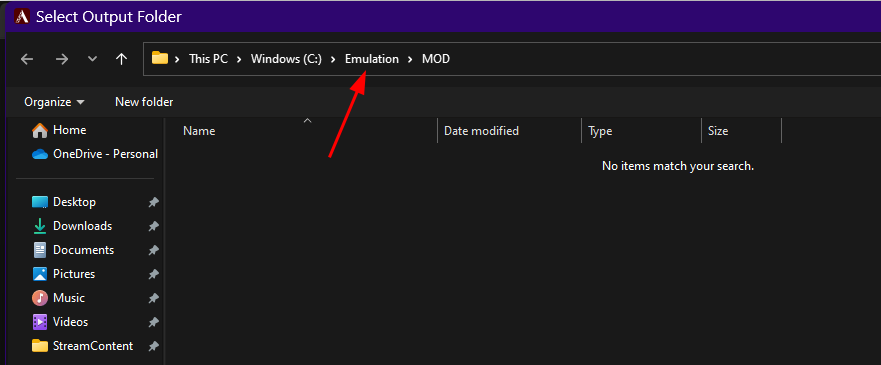 Select Output Folder
This PC > Windows (C:) > Emulation > MOD
Organize New folder
Name Date modified Type Size
No items match your search.
Home
OneDrive - Personal
Desktop
Downloads
Documents
Pictures
Music
Videos
StreamContent